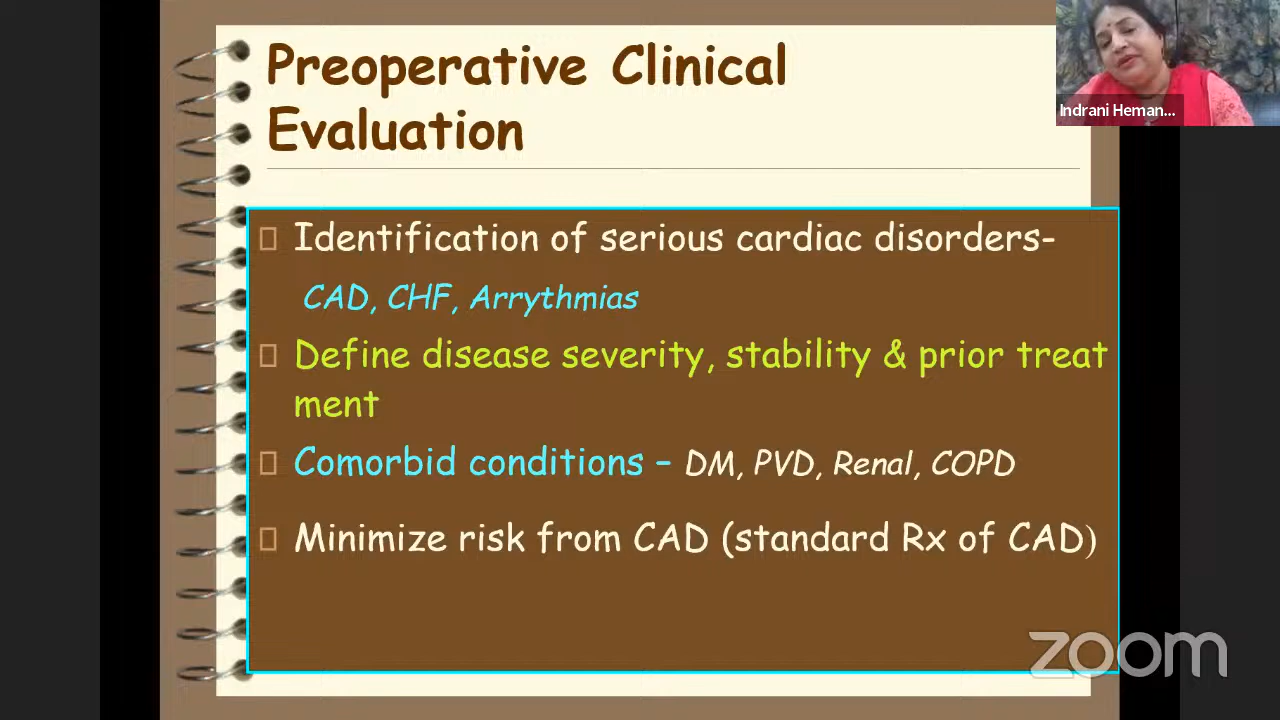 Preoperative Clinical
Evaluation
Indrani Heman...
Identification of serious cardiac disorders-
CAD, CHF, Arrythmias
Define disease severity, stability & prior treat
ment
Comorbid conditions – DM, PVD, Renal, COPD
Minimize risk from CAD (standard Rx of CAD)
zoom